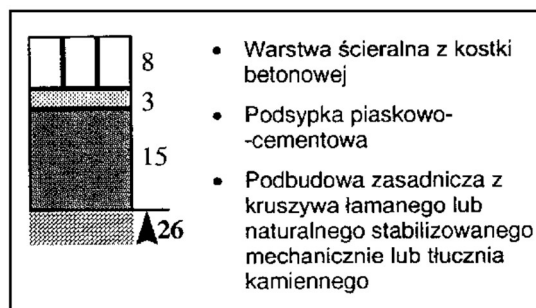 8
3
15
26
• Warstwa ścieralna z kostki
betonowej
• Podsypka piaskowo-
-cementowa
• Podbudowa zasadnicza z
kruszywa łamanego lub
naturalnego stabilizowanego
mechanicznie lub tłucznia
kamiennego